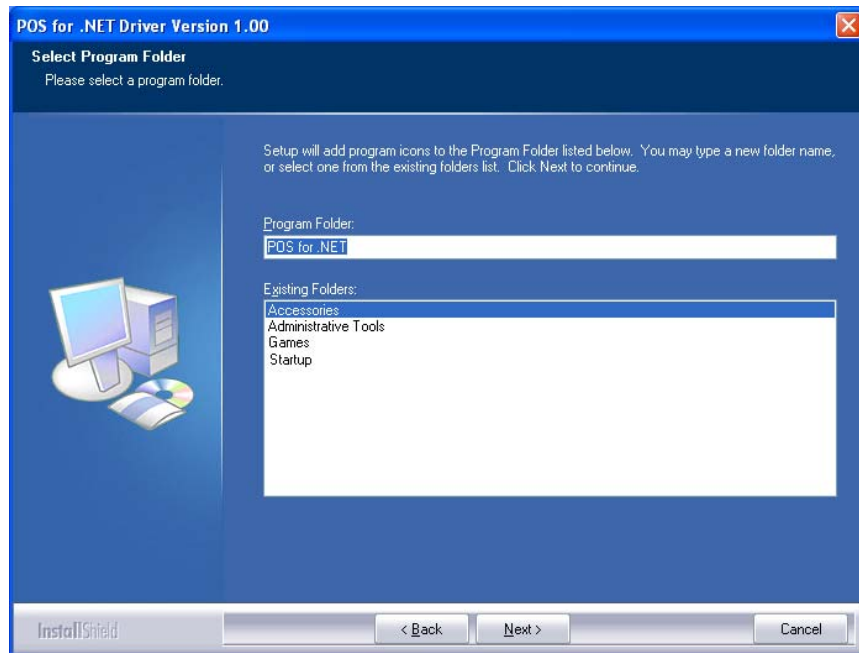 POS for .NET Driver Version 1.00
Select Program Folder
Please select a program folder.
Setup will add program icons to the Program Folder listed below. You may type a new folder name,
or select one from the existing folders list. Click Next to continue.
Program Folder:
POS for .NET
Existing Folders:
Accessories
Administrative Tools
Games
Startup
InstallShield
< Back
Next >
Cancel